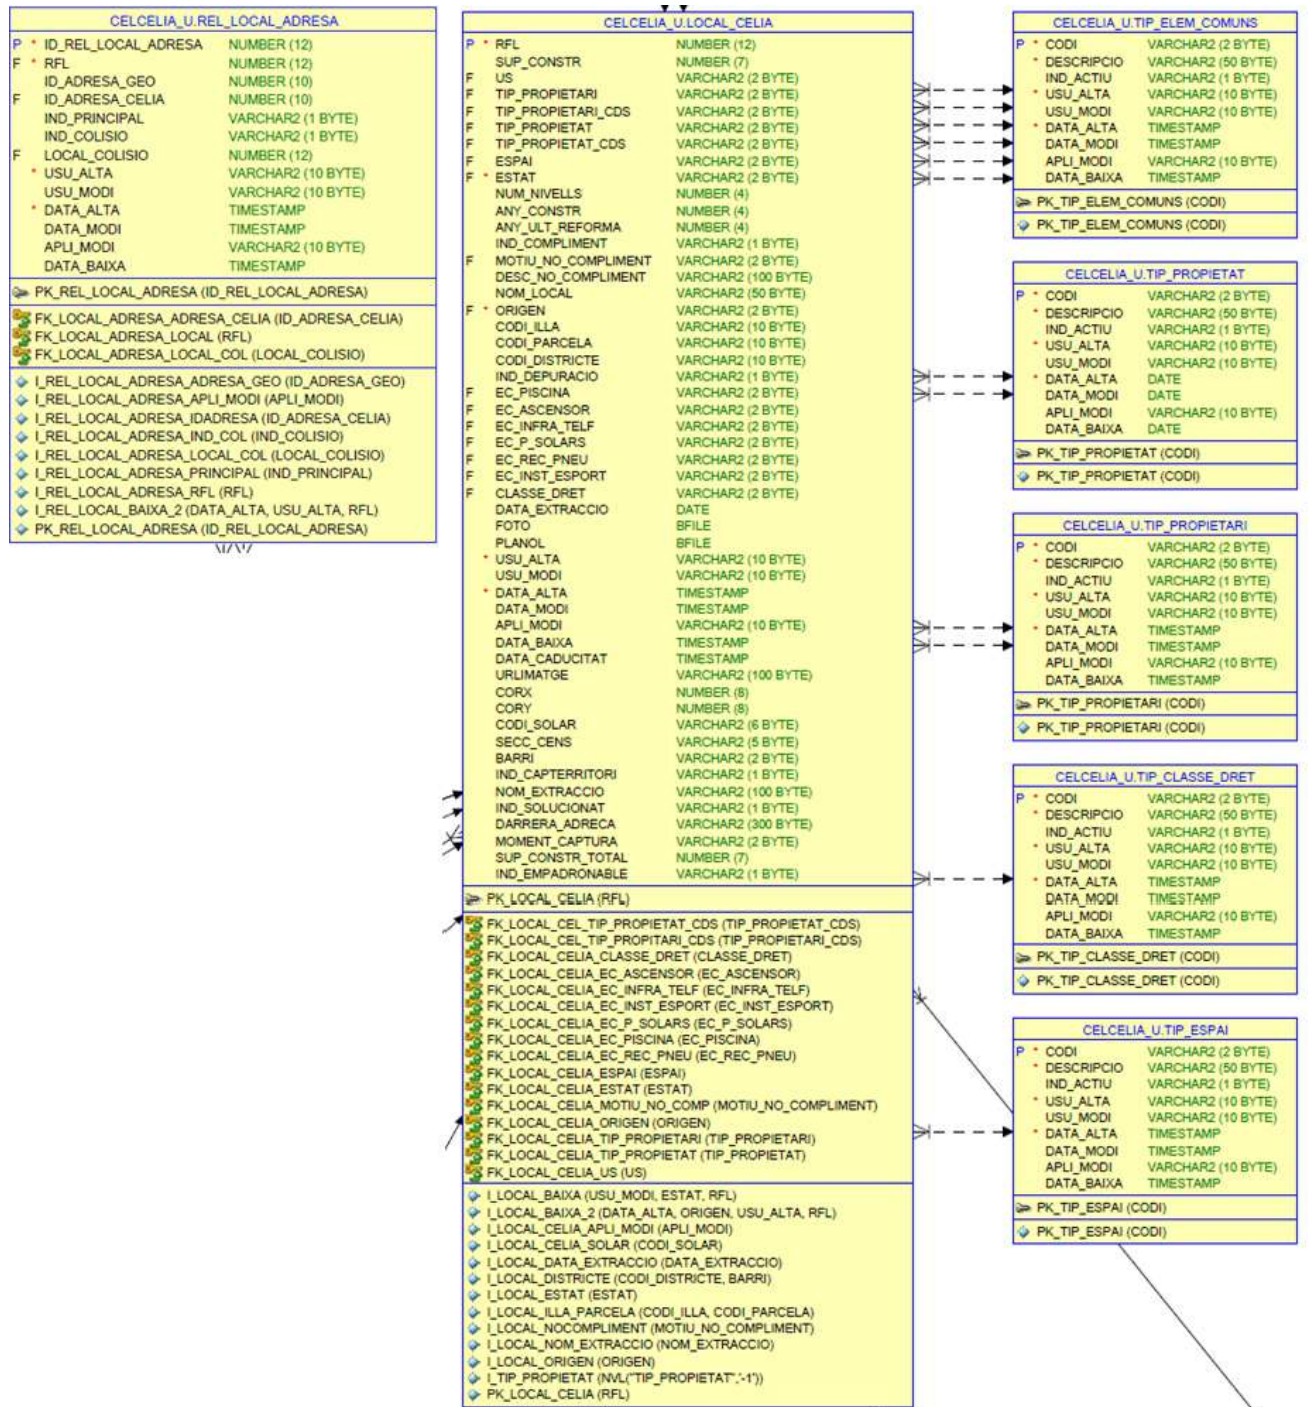 CELCELIA_U.REL_LOCAL_ADRESA
P * ID_REL_LOCAL_ADRESA NUMBER (12)
F * RFL NUMBER (12)
ID_ADRESA_GEO NUMBER (10)
F ID_ADRESA_CELIA NUMBER (10)
IND_PRINCIPAL VARCHAR2 (1 BYTE)
IND_COLISIO VARCHAR2 (1 BYTE)
F LOCAL_COLISIO NUMBER (12)
* USU_ALTA VARCHAR2 (10 BYTE)
USU_MODI VARCHAR2 (10 BYTE)
* DATA_ALTA TIMESTAMP
DATA_MODI TIMESTAMP
APLI_MODI VARCHAR2 (10 BYTE)
DATA_BAIXA TIMESTAMP
PK_REL_LOCAL_ADRESA (ID_REL_LOCAL_ADRESA)
FK_LOCAL_ADRESA_ADRESA_CELIA (ID_ADRESA_CELIA)
FK_LOCAL_ADRESA_LOCAL (RFL)
FK_LOCAL_ADRESA_LOCAL_COL (LOCAL_COLISIO)
I_REL_LOCAL_ADRESA_ADRESA_GEO (ID_ADRESA_GEO)
I_REL_LOCAL_ADRESA_APLI_MODI (APLI_MODI)
I_REL_LOCAL_ADRESA_IDADRESA (ID_ADRESA_CELIA)
I_REL_LOCAL_ADRESA_IND_COL (IND_COLISIO)
I_REL_LOCAL_ADRESA_LOCAL_COL (LOCAL_COLISIO)
I_REL_LOCAL_ADRESA_PRINCIPAL (IND_PRINCIPAL)
I_REL_LOCAL_ADRESA_RFL (RFL)
I_REL_LOCAL_BAIXA_2 (DATA_ALTA, USU_ALTA, RFL)
PK_REL_LOCAL_ADRESA (ID_REL_LOCAL_ADRESA)
CELCELIA_U.LOCAL_CELIA
P * RFL NUMBER (12)
SUP_CONSTR NUMBER (7)
F US VARCHAR2 (2 BYTE)
F TIP_PROPIETARI VARCHAR2 (2 BYTE)
F TIP_PROPIETARI_CDS VARCHAR2 (2 BYTE)
F TIP_PROPIETAT VARCHAR2 (2 BYTE)
F TIP_PROPIETAT_CDS VARCHAR2 (2 BYTE)
F ESPAI VARCHAR2 (2 BYTE)
F * ESTAT VARCHAR2 (2 BYTE)
NUM_NIVELLS NUMBER (4)
ANY_CONSTR NUMBER (4)
ANY_ULT_REFORMA NUMBER (4)
IND_COMPLIMENT VARCHAR2 (1 BYTE)
F MOTIU_NO_COMPLIMENT VARCHAR2 (2 BYTE)
DESC_NO_COMPLIMENT VARCHAR2 (100 BYTE)
NOM_LOCAL VARCHAR2 (50 BYTE)
F * ORIGEN VARCHAR2 (2 BYTE)
CODI_ILLA VARCHAR2 (10 BYTE)
CODI_PARCELA VARCHAR2 (10 BYTE)
CODI_DISTRICTE VARCHAR2 (10 BYTE)
IND_DEPURACIO VARCHAR2 (1 BYTE)
F EC_PISCINA VARCHAR2 (2 BYTE)
F EC_ASCENSOR VARCHAR2 (2 BYTE)
F EC_INFRA_TELF VARCHAR2 (2 BYTE)
F EC_P_SOLARS VARCHAR2 (2 BYTE)
F EC_REC_PNEU VARCHAR2 (2 BYTE)
F EC_INST_ESPORT VARCHAR2 (2 BYTE)
F CLASSE_DRET VARCHAR2 (2 BYTE)
DATA_EXTRACCIO DATE
FOTO BFILE
PLANOL BFILE
* USU_ALTA VARCHAR2 (10 BYTE)
USU_MODI VARCHAR2 (10 BYTE)
* DATA_ALTA TIMESTAMP
DATA_MODI TIMESTAMP
APLI_MODI VARCHAR2 (10 BYTE)
DATA_BAIXA TIMESTAMP
DATA_CADUCITAT TIMESTAMP
URLIMATGE VARCHAR2 (100 BYTE)
CORX NUMBER (8)
CORY NUMBER (8)
CODI_SOLAR VARCHAR2 (6 BYTE)
SECC_CENS VARCHAR2 (5 BYTE)
BARRI VARCHAR2 (2 BYTE)
IND_CAPTERRITORI VARCHAR2 (1 BYTE)
NOM_EXTRACCIO VARCHAR2 (100 BYTE)
IND_SOLUCIONAT VARCHAR2 (1 BYTE)
DARRERA_ADRECA VARCHAR2 (300 BYTE)
MOMENT_CAPTURA VARCHAR2 (2 BYTE)
SUP_CONSTR_TOTAL NUMBER (7)
IND_EMPADRONABLE VARCHAR2 (1 BYTE)
PK_LOCAL_CELIA (RFL)
FK_LOCAL_CEL_TIP_PROPIETAT_CDS (TIP_PROPIETAT_CDS)
FK_LOCAL_CEL_TIP_PROPITARI_CDS (TIP_PROPIETARI_CDS)
FK_LOCAL_CELIA_CLASSE_DRET (CLASSE_DRET)
FK_LOCAL_CELIA_EC_ASCENSOR (EC_ASCENSOR)
FK_LOCAL_CELIA_EC_INFRA_TELF (EC_INFRA_TELF)
FK_LOCAL_CELIA_EC_INST_ESPORT (EC_INST_ESPORT)
FK_LOCAL_CELIA_EC_P_SOLARS (EC_P_SOLARS)
FK_LOCAL_CELIA_EC_PISCINA (EC_PISCINA)
FK_LOCAL_CELIA_EC_REC_PNEU (EC_REC_PNEU)
FK_LOCAL_CELIA_ESPAI (ESPAI)
FK_LOCAL_CELIA_ESTAT (ESTAT)
FK_LOCAL_CELIA_MOTIU_NO_COMP (MOTIU_NO_COMPLIMENT)
FK_LOCAL_CELIA_ORIGEN (ORIGEN)
FK_LOCAL_CELIA_TIP_PROPIETARI (TIP_PROPIETARI)
FK_LOCAL_CELIA_TIP_PROPIETAT (TIP_PROPIETAT)
FK_LOCAL_CELIA_US (US)
I_LOCAL_BAIXA (USU_MODI, ESTAT, RFL)
I_LOCAL_BAIXA_2 (DATA_ALTA, ORIGEN, USU_ALTA, RFL)
I_LOCAL_CELIA_APLI_MODI (APLI_MODI)
I_LOCAL_CELIA_SOLAR (CODI_SOLAR)
I_LOCAL_DATA_EXTRACCIO (DATA_EXTRACCIO)
I_LOCAL_DISTRICTE (CODI_DISTRICTE, BARRI)
I_LOCAL_ESTAT (ESTAT)
I_LOCAL_ILLA_PARCELA (CODI_ILLA, CODI_PARCELA)
I_LOCAL_NOCOMPLIMENT (MOTIU_NO_COMPLIMENT)
I_LOCAL_NOM_EXTRACCIO (NOM_EXTRACCIO)
I_LOCAL_ORIGEN (ORIGEN)
I_TIP_PROPIETAT (NVL("TIP_PROPIETAT",'-1'))
PK_LOCAL_CELIA (RFL)
CELCELIA_U.TIP_ELEM_COMUNS
P * CODI VARCHAR2 (2 BYTE)
* DESCRIPCIO VARCHAR2 (50 BYTE)
IND_ACTIU VARCHAR2 (1 BYTE)
* USU_ALTA VARCHAR2 (10 BYTE)
USU_MODI VARCHAR2 (10 BYTE)
* DATA_ALTA TIMESTAMP
DATA_MODI TIMESTAMP
APLI_MODI VARCHAR2 (10 BYTE)
DATA_BAIXA TIMESTAMP
PK_TIP_ELEM_COMUNS (CODI)
PK_TIP_ELEM_COMUNS (CODI)
CELCELIA_U.TIP_PROPIETAT
P * CODI VARCHAR2 (2 BYTE)
* DESCRIPCIO VARCHAR2 (50 BYTE)
IND_ACTIU VARCHAR2 (1 BYTE)
* USU_ALTA VARCHAR2 (10 BYTE)
USU_MODI VARCHAR2 (10 BYTE)
* DATA_ALTA DATE
DATA_MODI DATE
APLI_MODI VARCHAR2 (10 BYTE)
DATA_BAIXA DATE
PK_TIP_PROPIETAT (CODI)
PK_TIP_PROPIETAT (CODI)
CELCELIA_U.TIP_PROPIETARI
P * CODI VARCHAR2 (2 BYTE)
* DESCRIPCIO VARCHAR2 (50 BYTE)
IND_ACTIU VARCHAR2 (1 BYTE)
* USU_ALTA VARCHAR2 (10 BYTE)
USU_MODI VARCHAR2 (10 BYTE)
* DATA_ALTA TIMESTAMP
DATA_MODI TIMESTAMP
APLI_MODI VARCHAR2 (10 BYTE)
DATA_BAIXA TIMESTAMP
PK_TIP_PROPIETARI (CODI)
PK_TIP_PROPIETARI (CODI)
CELCELIA_U.TIP_CLASSE_DRET
P * CODI VARCHAR2 (2 BYTE)
* DESCRIPCIO VARCHAR2 (50 BYTE)
IND_ACTIU VARCHAR2 (1 BYTE)
* USU_ALTA VARCHAR2 (10 BYTE)
USU_MODI VARCHAR2 (10 BYTE)
* DATA_ALTA TIMESTAMP
DATA_MODI TIMESTAMP
APLI_MODI VARCHAR2 (10 BYTE)
DATA_BAIXA TIMESTAMP
PK_TIP_CLASSE_DRET (CODI)
PK_TIP_CLASSE_DRET (CODI)
CELCELIA_U.TIP_ESPAI
P * CODI VARCHAR2 (2 BYTE)
* DESCRIPCIO VARCHAR2 (50 BYTE)
IND_ACTIU VARCHAR2 (1 BYTE)
* USU_ALTA VARCHAR2 (10 BYTE)
USU_MODI VARCHAR2 (10 BYTE)
* DATA_ALTA TIMESTAMP
DATA_MODI TIMESTAMP
APLI_MODI VARCHAR2 (10 BYTE)
DATA_BAIXA TIMESTAMP
PK_TIP_ESPAI (CODI)
PK_TIP_ESPAI (CODI)